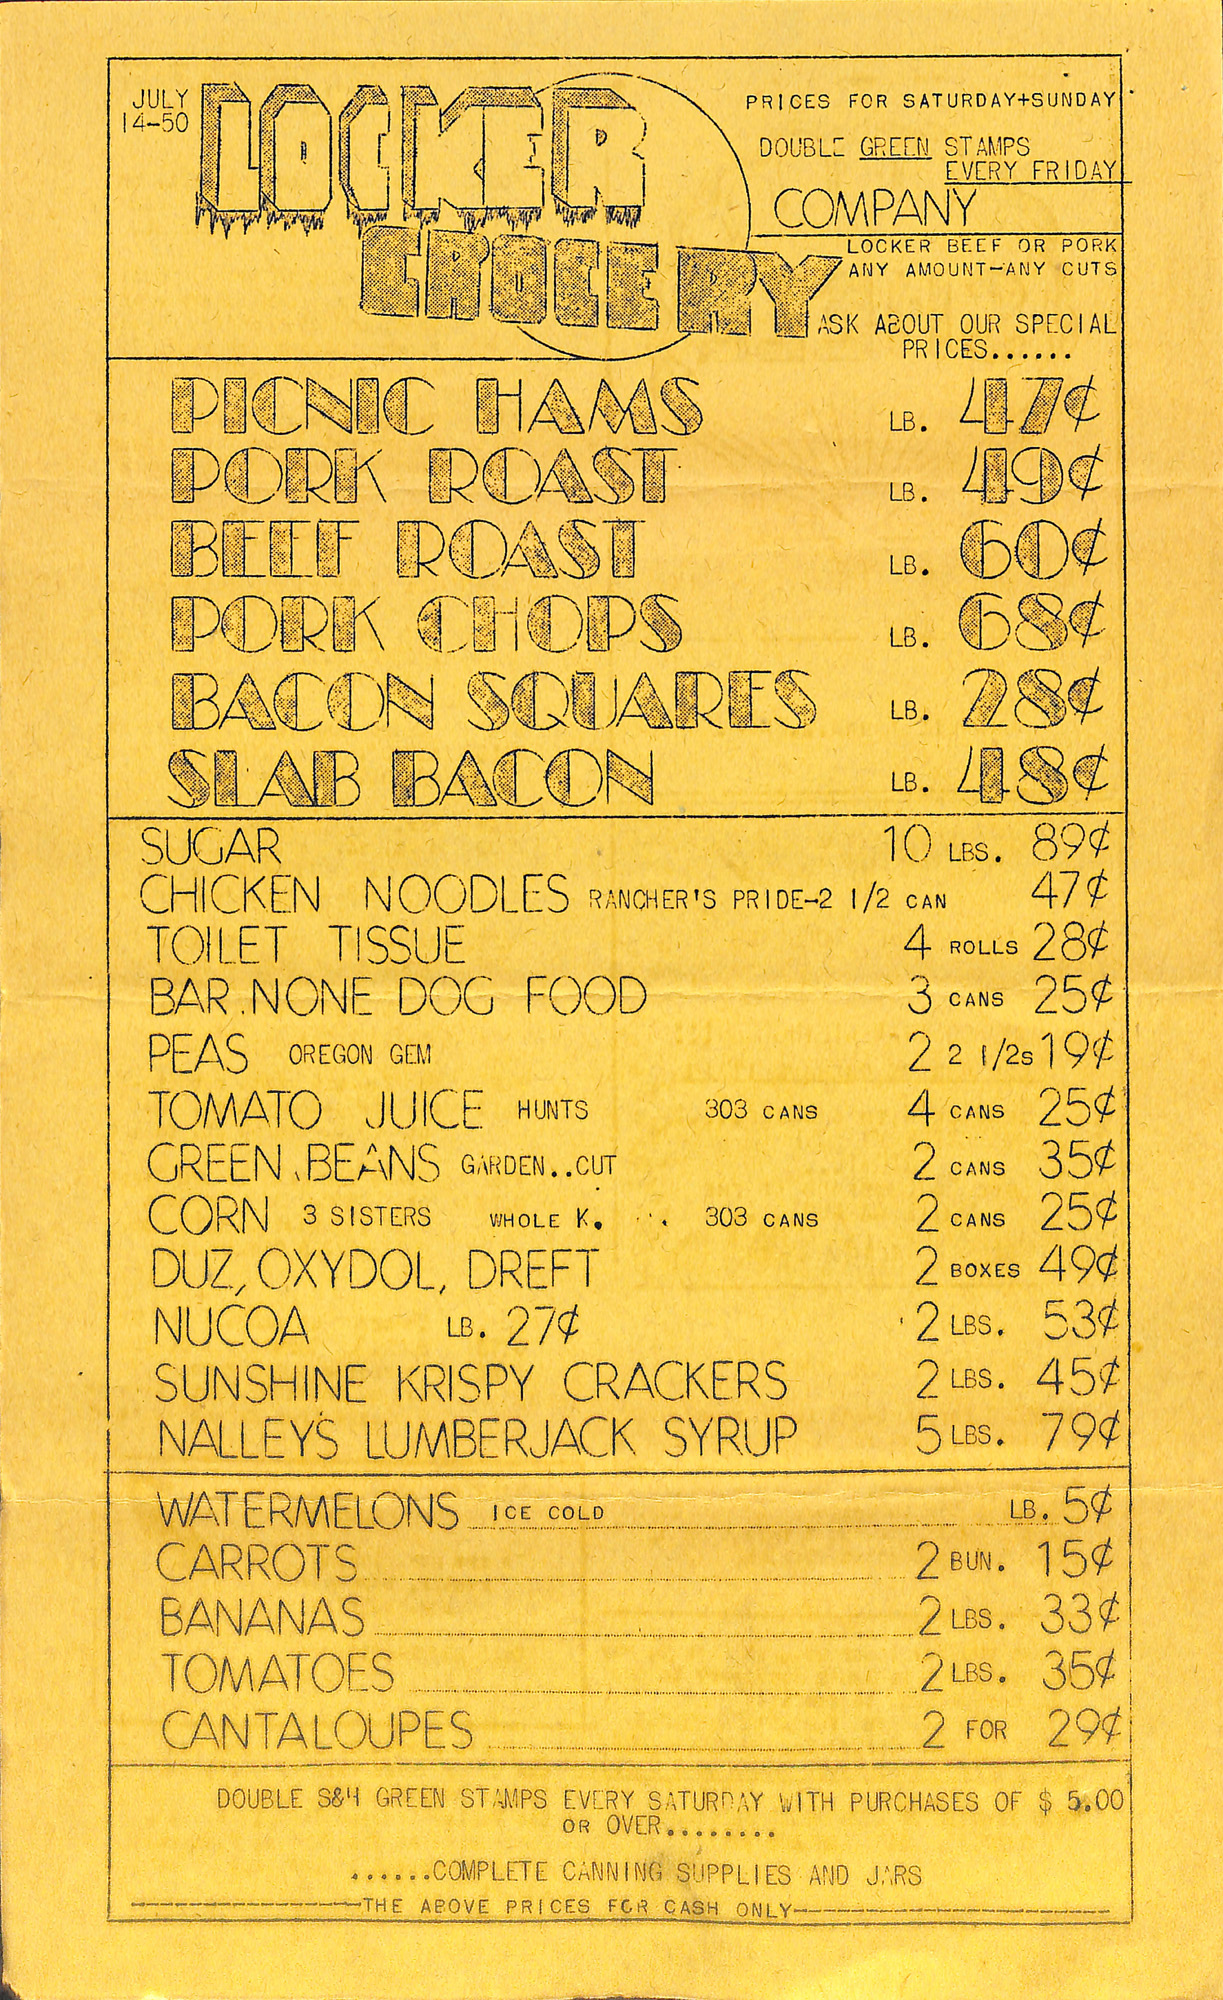 JULY
14-50
LOCKER
GROCERY
COMPANY
PRICES FOR SATURDAY+SUNDAY
DOUBLE GREEN STAMPS
EVERY FRIDAY
LOCKER BEEF OR PORK
ANY AMOUNT-ANY CUTS
ASK ABOUT OUR SPECIAL
PRICES......
PICNIC HAMS LB. 47¢
PORK ROAST LB. 49¢
BEEF ROAST LB. 60¢
PORK CHOPS LB. 68¢
BACON SQUARES LB. 28¢
SLAB BACON LB. 48¢
SUGAR 10 LBS. 89¢
CHICKEN NOODLES RANCHER'S PRIDE-2 1/2 CAN 47¢
TOILET TISSUE 4 ROLLS 28¢
BAR.NONE DOG FOOD 3 CANS 25¢
PEAS OREGON GEM 2 2 1/2s 19¢
TOMATO JUICE HUNTS 303 CANS 4 CANS 25¢
GREEN BEANS GARDEN..CUT 2 CANS 35¢
CORN 3 SISTERS WHOLE K. 303 CANS 2 CANS 25¢
DUZ, OXYDOL, DREFT 2 BOXES 49¢
NUCOA LB. 27¢ 2 LBS. 53¢
SUNSHINE KRISPY CRACKERS 2 LBS. 45¢
NALLEY'S LUMBERJACK SYRUP 5 LBS. 79¢
WATERMELONS ICE COLD LB. 5¢
CARROTS 2 BUN. 15¢
BANANAS 2 LBS. 33¢
TOMATOES 2 LBS. 35¢
CANTALOUPES 2 FOR 29¢
DOUBLE S&H GREEN STAMPS EVERY SATURDAY WITH PURCHASES OF $ 5.00
OR OVER........
......COMPLETE CANNING SUPPLIES AND JARS
THE ABOVE PRICES FOR CASH ONLY